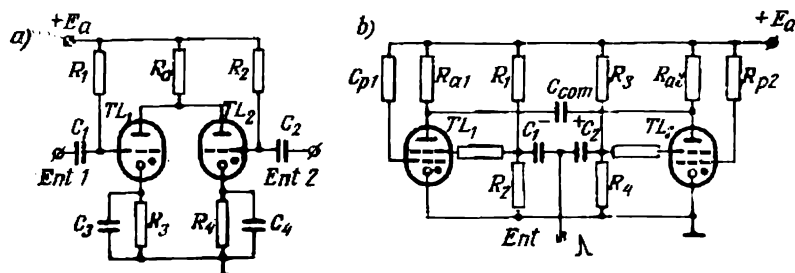 a)
+Ea
R1
Ra
R2
TL1
TL2
C1
C2
Ent 1
Ent 2
C3
R3
R4
C4
b)
+Ea
Cp1
Ra1
R1
R3
Ra2
Rp2
Ccom
TL1
C1-
+C2
TL2
R2
R4
Ent